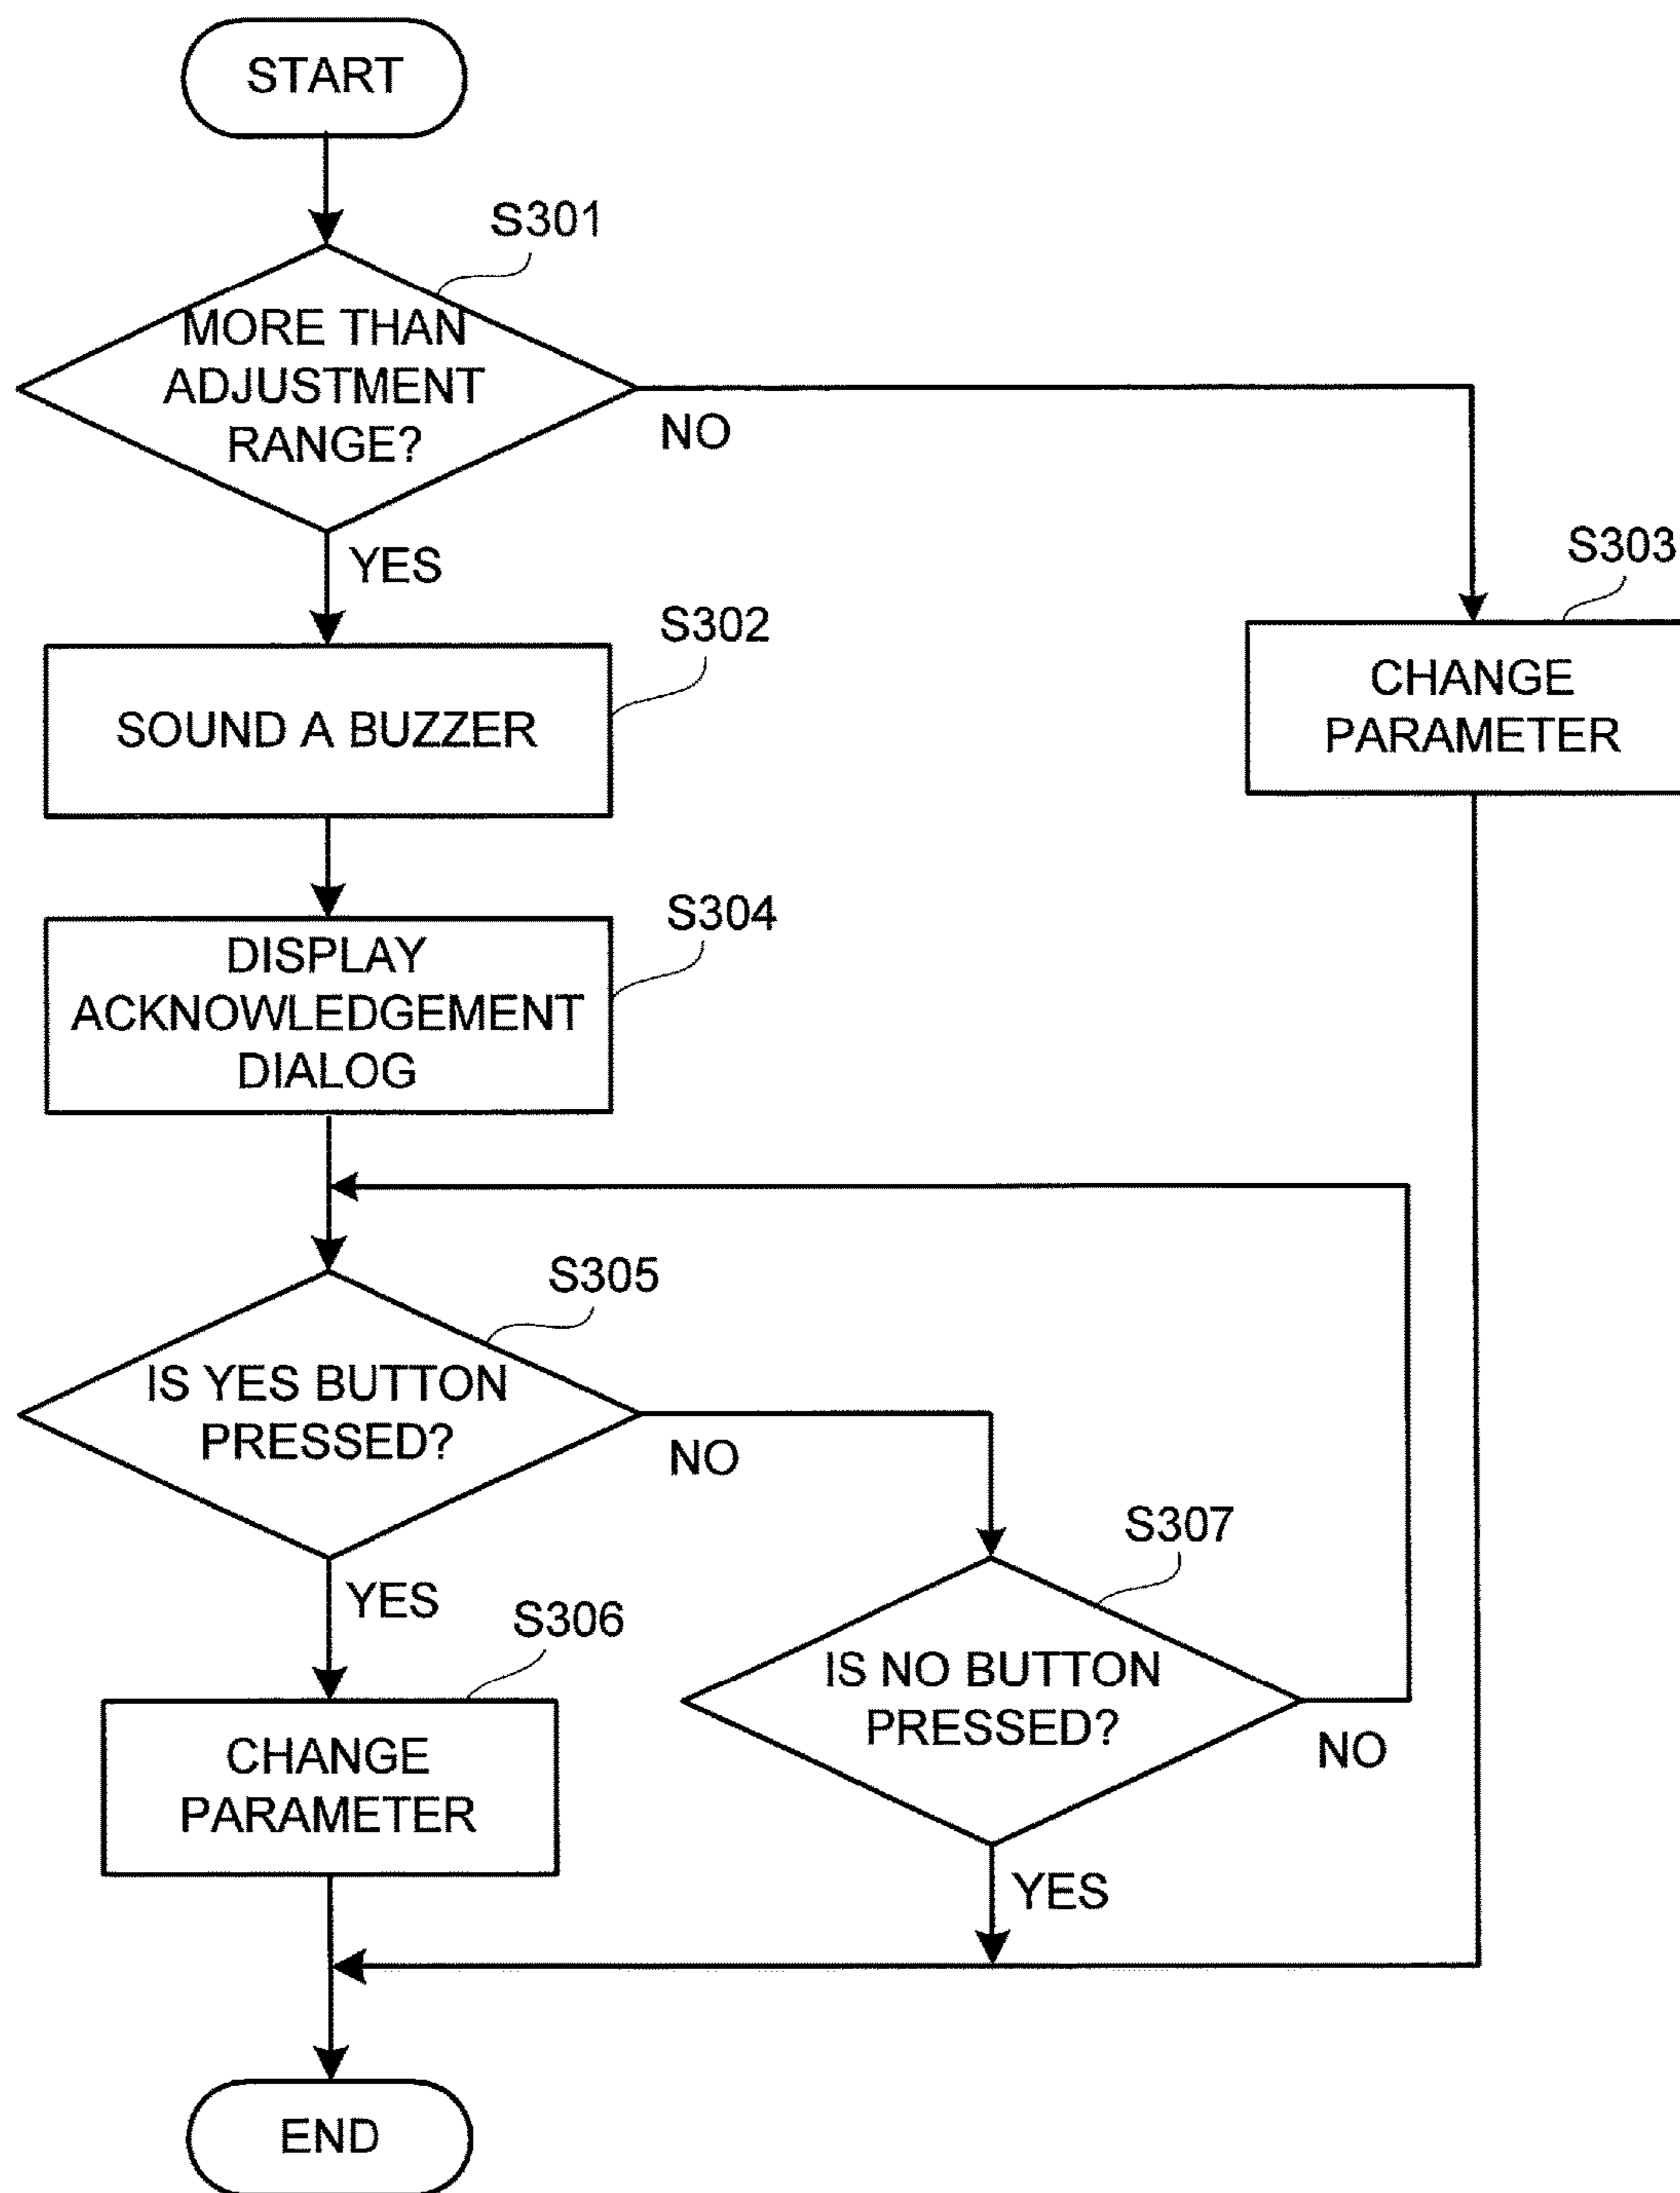 START
S301
MORE THAN
ADJUSTMENT
RANGE?
NO
YES
S303
CHANGE
PARAMETER
S302
SOUND A BUZZER
S304
DISPLAY
ACKNOWLEDGEMENT
DIALOG
S305
IS YES BUTTON
PRESSED?
NO
YES
S307
IS NO BUTTON
PRESSED?
NO
YES
S306
CHANGE
PARAMETER
END